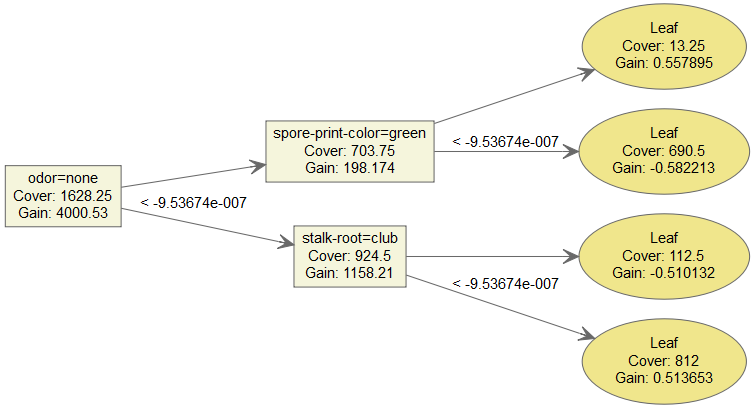 Leaf
Cover: 13.25
Gain: 0.557895
spore-print-color=green
Cover: 703.75
Gain: 198.174
< -9.53674e-007
Leaf
Cover: 690.5
Gain: -0.582213
odor=none
Cover: 1628.25
Gain: 4000.53
< -9.53674e-007
stalk-root=club
Cover: 924.5
Gain: 1158.21
Leaf
Cover: 112.5
Gain: -0.510132
< -9.53674e-007
Leaf
Cover: 812
Gain: 0.513653